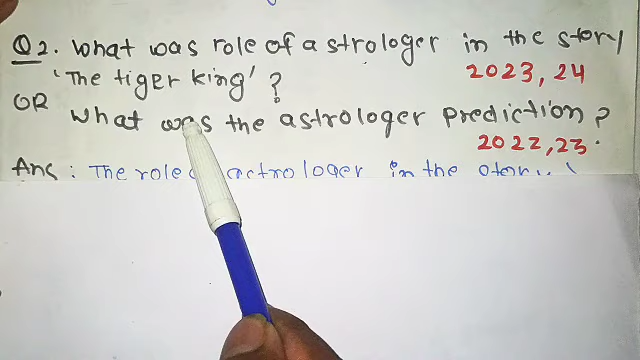 Q2. What was role of astrologer in the story
'The tiger king' ? 2023, 24
OR What was the astrologer prediction ?
2022, 23.
Ans : The role astrologer in the